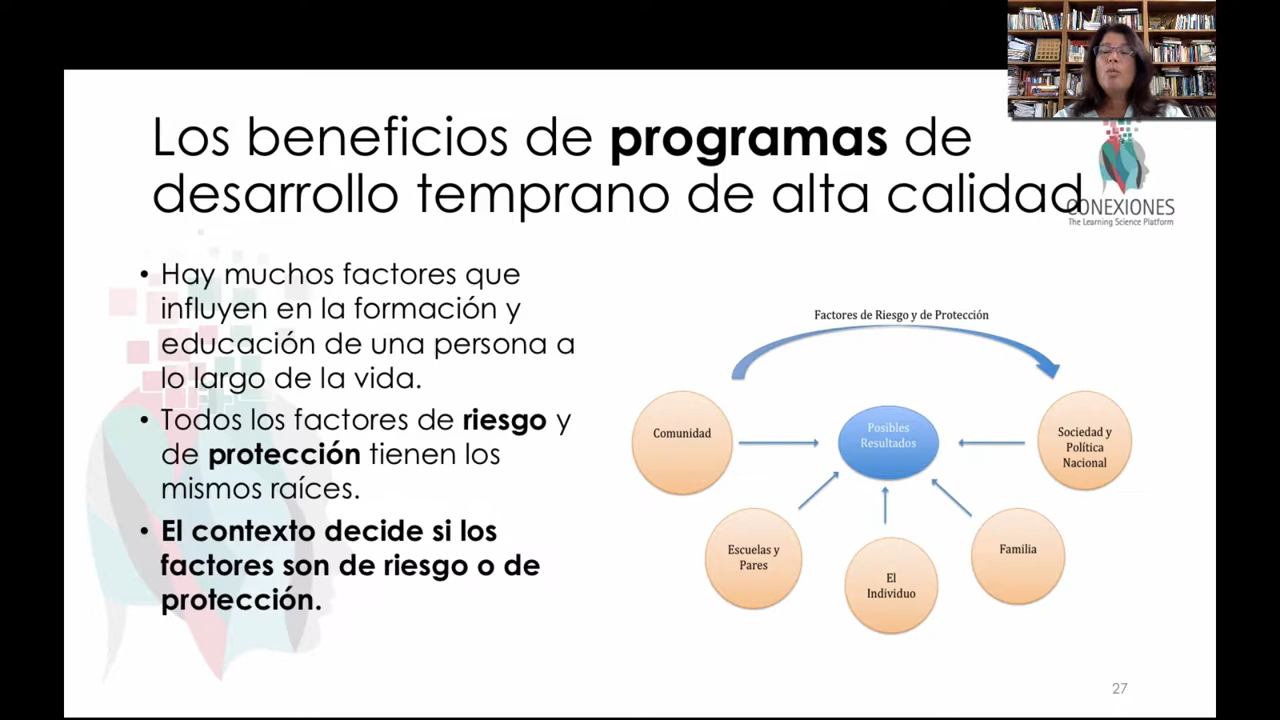 Los beneficios de programas de
desarrollo temprano de alta calidad
CONEXIONES
The Learning Science Platform
• Hay muchos factores que
influyen en la formación y
educación de una persona a
lo largo de la vida.
• Todos los factores de riesgo y
de protección tienen los
mismos raíces.
• El contexto decide si los
factores son de riesgo o de
protección.
Factores de Riesgo y de Protección
Comunidad
Posibles
Resultados
Sociedad y
Política
Nacional
Escuelas y
Pares
El
Individuo
Familia
27